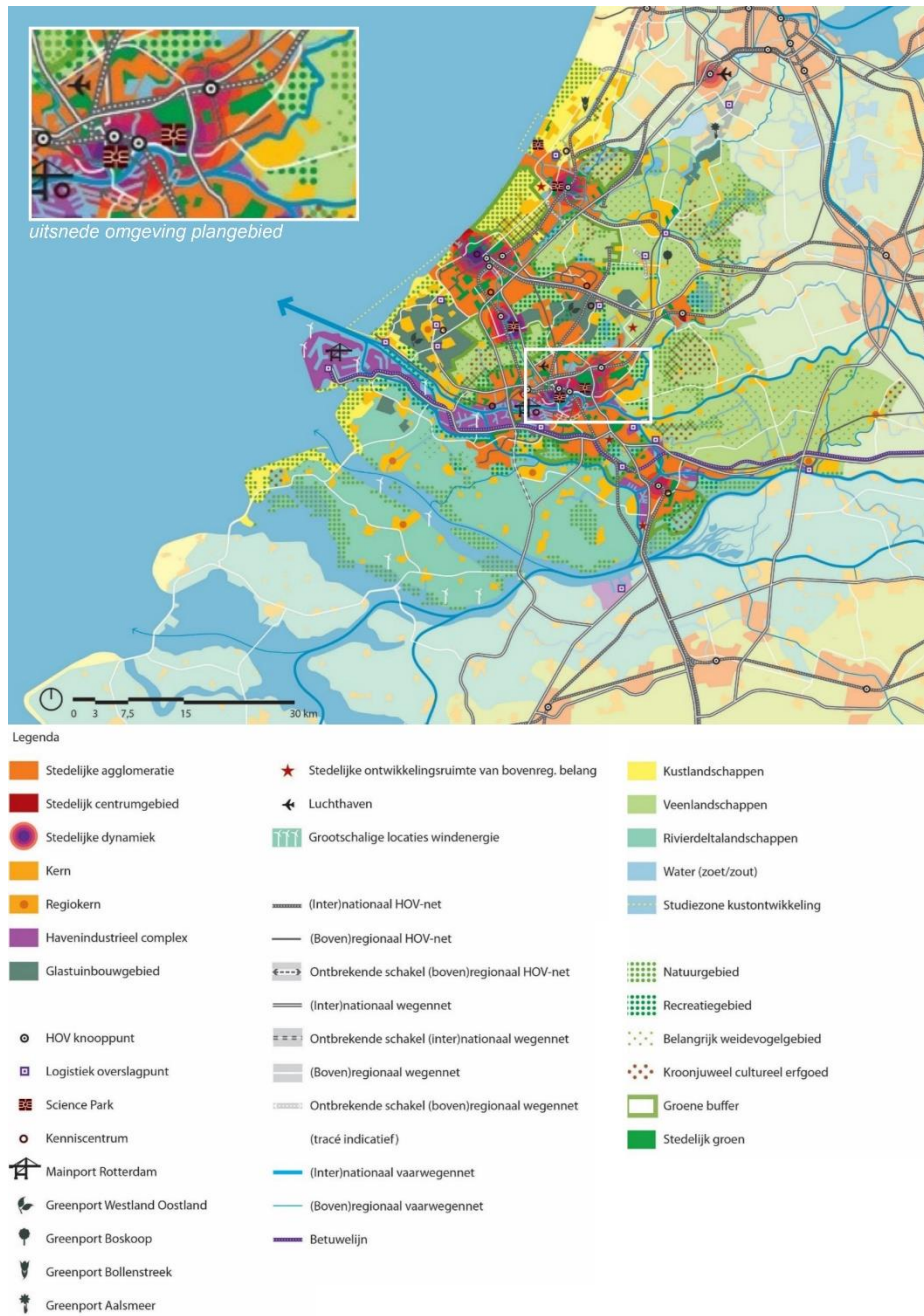 uitsnede omgeving plangebied
0 3 7,5 15 30 km
Legenda
Stedelijke agglomeratie
Stedelijk centrumgebied
Stedelijke dynamiek
Kern
Regiokern
Havenindustrieel complex
Glastuinbouwgebied
HOV knooppunt
Logistiek overslagpunt
Science Park
Kenniscentrum
Mainport Rotterdam
Greenport Westland Oostland
Greenport Boskoop
Greenport Bollenstreek
Greenport Aalsmeer
Stedelijke ontwikkelingsruimte van bovenreg. belang
Luchthaven
Grootschalige locaties windenergie
(Inter)nationaal HOV-net
(Boven)regionaal HOV-net
Ontbrekende schakel (boven)regionaal HOV-net
(Inter)nationaal wegennet
Ontbrekende schakel (inter)nationaal wegennet
(Boven)regionaal wegennet
Ontbrekende schakel (boven)regionaal wegennet
(tracé indicatief)
(Inter)nationaal vaarwegennet
(Boven)regionaal vaarwegennet
Betuwelijn
Kustlandschappen
Veenlandschappen
Rivierdeltalandschappen
Water (zoet/zout)
Studiezone kustontwikkeling
Natuurgebied
Recreatiegebied
Belangrijk weidevogelgebied
Kroonjuweel cultureel erfgoed
Groene buffer
Stedelijk groen